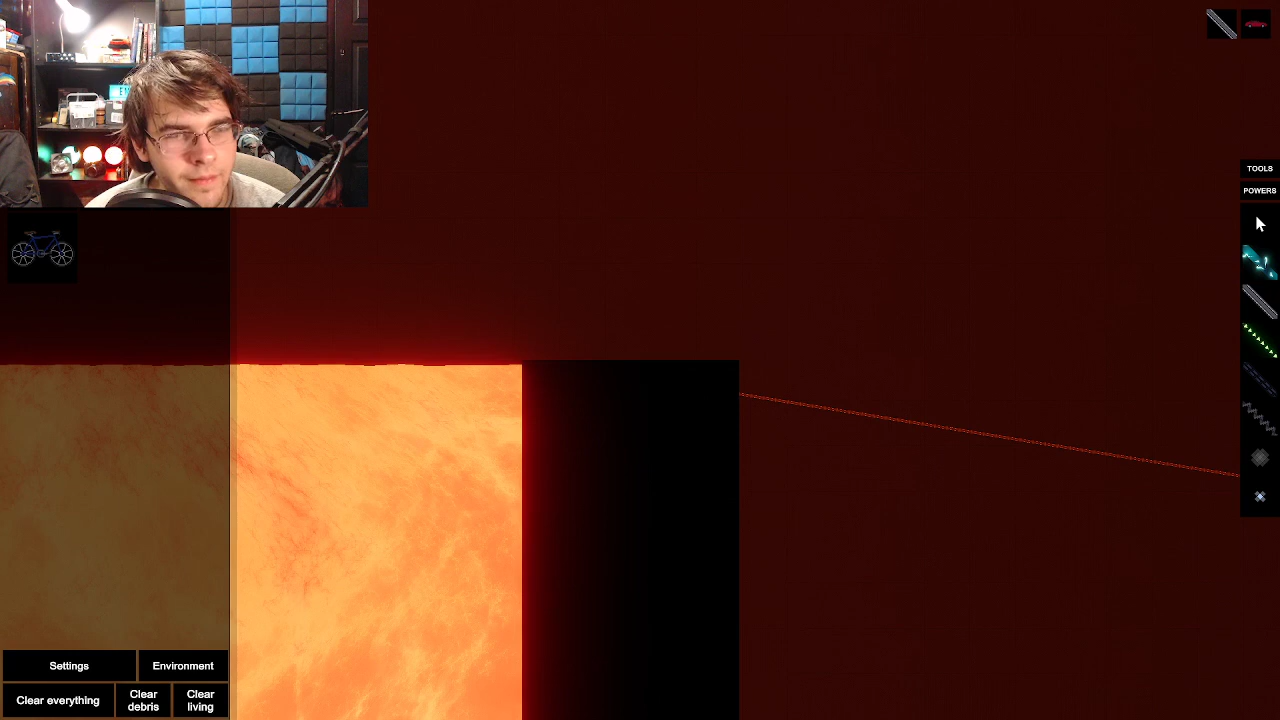 TOOLS
POWERS
Settings
Environment
Clear everything
Clear
debris
Clear
living